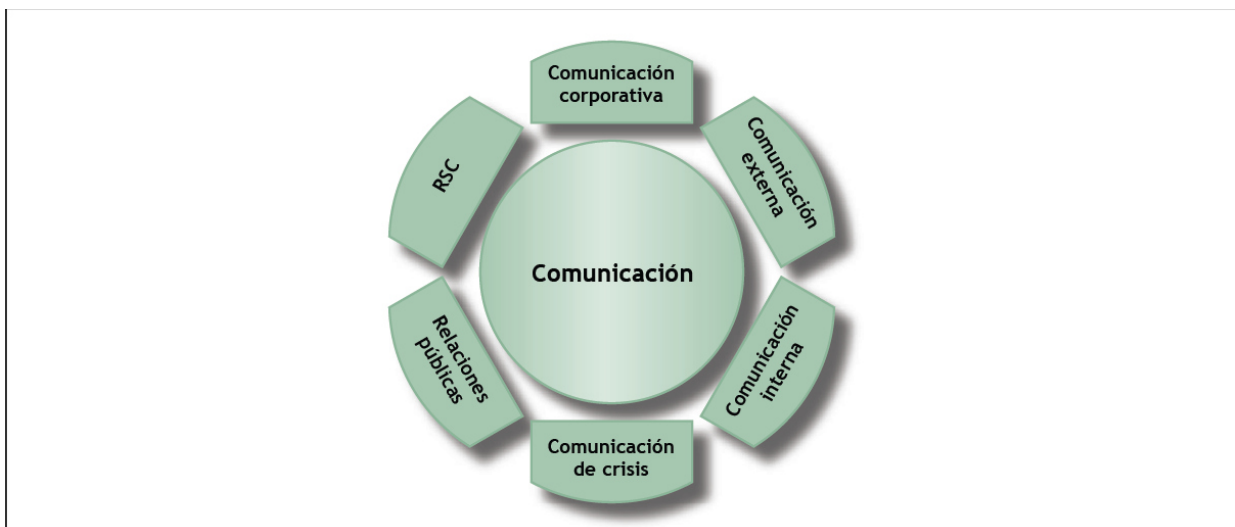 Comunicación
corporativa
Comunicación
externa
Comunicación
interna
Comunicación
de crisis
Relaciones
públicas
RSC
Comunicación